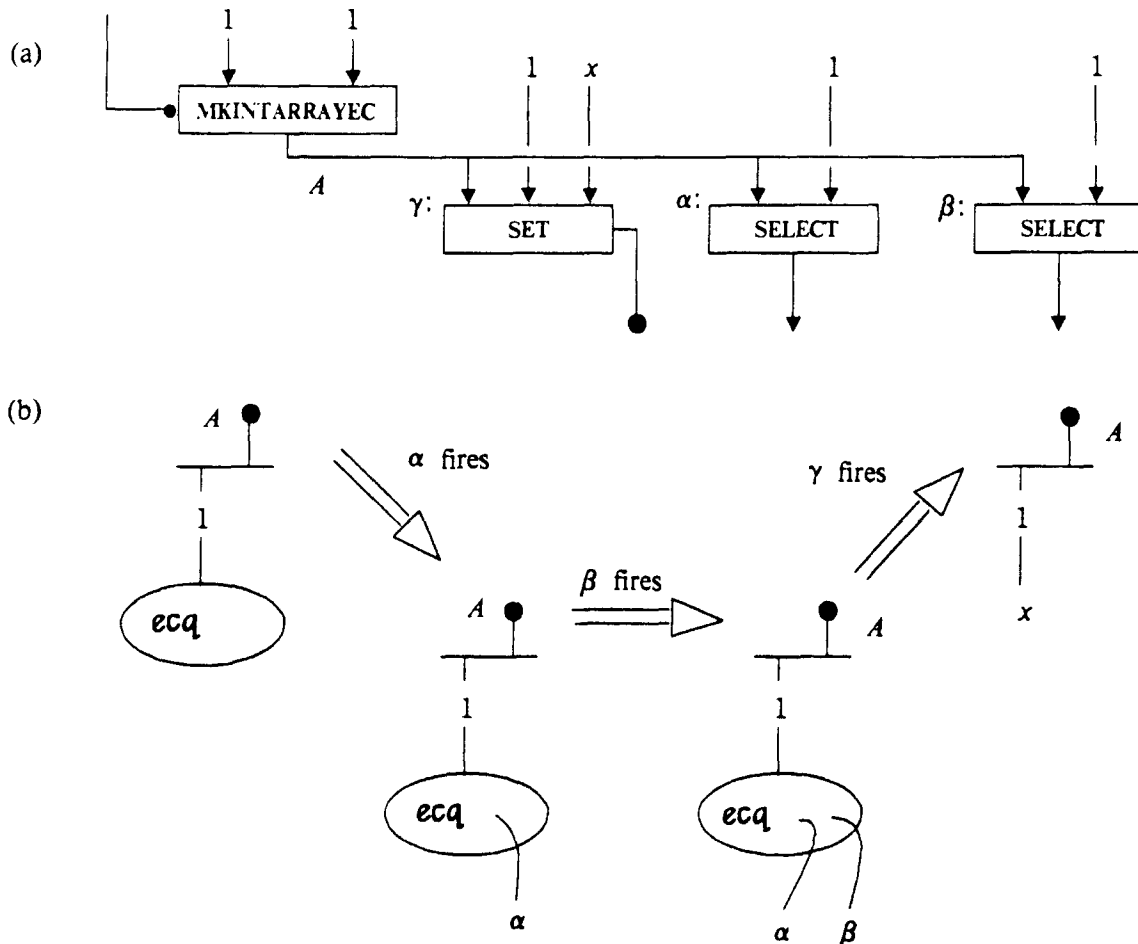 (a)
1 1
MKINTARRAYEC
1 x 1 1
A
γ: α: β:
SET SELECT SELECT
(b)
A A
α fires γ fires
1 1
β fires
ecq A A x
1 1
ecq ecq
α α β